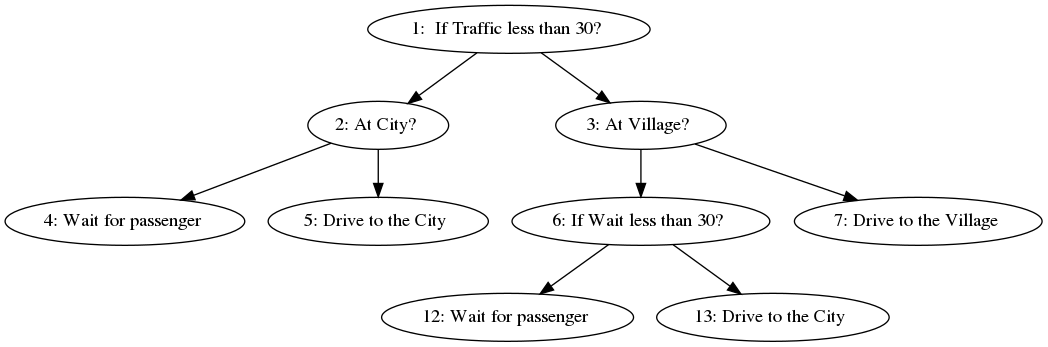 1:  If Traffic less than 30?
2: At City?
3: At Village?
4: Wait for passenger
5: Drive to the City
6: If Wait less than 30?
7: Drive to the Village
12: Wait for passenger
13: Drive to the City